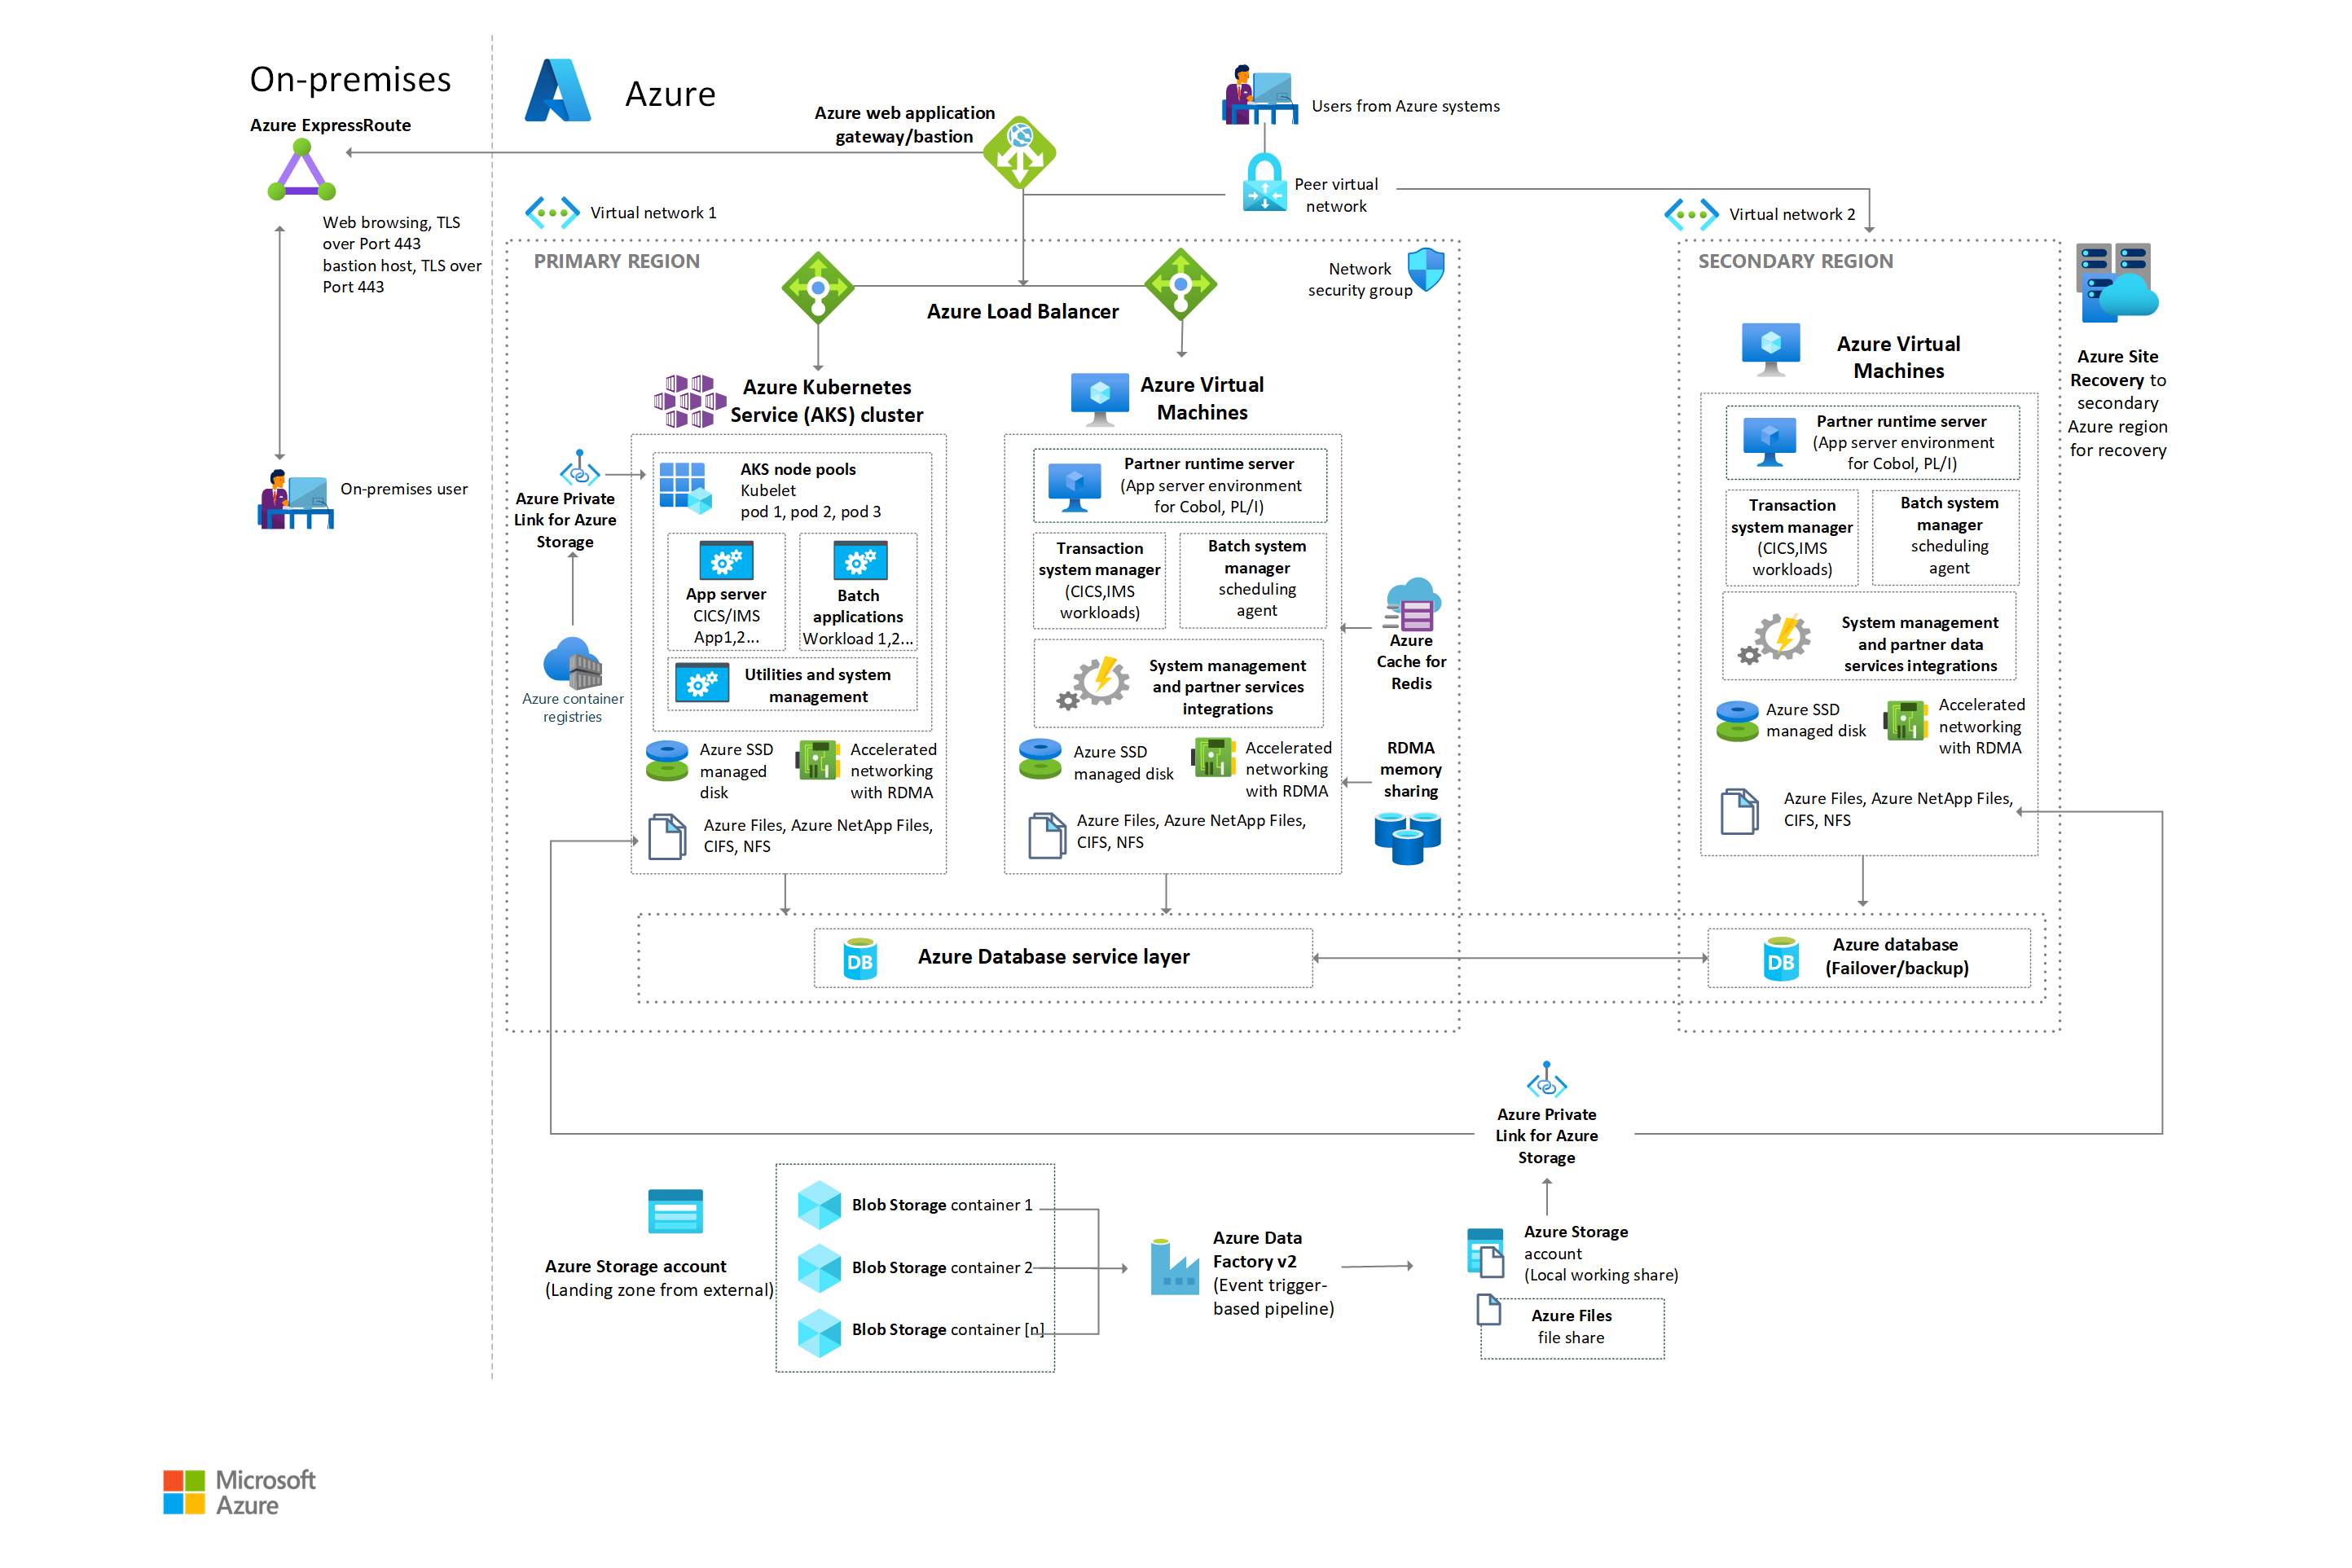 On-premises
Azure ExpressRoute
Web browsing, TLS
over Port 443
bastion host, TLS over
Port 443
On-premises user
Azure
Azure web application
gateway/bastion
Users from Azure systems
Peer virtual
network
Virtual network 1
Virtual network 2
PRIMARY REGION
Network
security group
Azure Load Balancer
Azure Kubernetes
Service (AKS) cluster
Azure Private
Link for Azure
Storage
Azure container
registries
AKS node pools
Kubelet
pod 1, pod 2, pod 3
App server
CICS/IMS
App1,2...
Batch
applications
Workload 1,2...
Utilities and system
management
Azure SSD
managed
disk
Accelerated
networking
with RDMA
Azure Files, Azure NetApp Files,
CIFS, NFS
Azure Virtual
Machines
Partner runtime server
(App server environment
for Cobol, PL/I)
Transaction
system manager
(CICS,IMS
workloads)
Batch system
manager
scheduling
agent
System management
and partner services
integrations
Azure SSD
managed disk
Accelerated
networking
with RDMA
Azure Files, Azure NetApp Files,
CIFS, NFS
Azure
Cache for
Redis
RDMA
memory
sharing
SECONDARY REGION
Azure Virtual
Machines
Partner runtime server
(App server environment
for Cobol, PL/I)
Transaction
system manager
(CICS,IMS
workloads)
Batch system
manager
scheduling
agent
System management
and partner data
services integrations
Azure SSD
managed disk
Accelerated
networking
with RDMA
Azure Files, Azure NetApp Files,
CIFS, NFS
Azure Site
Recovery to
secondary
Azure region
for recovery
DB
Azure Database service layer
DB
Azure database
(Failover/backup)
Azure Private
Link for Azure
Storage
Azure Storage account
(Landing zone from external)
Blob Storage container 1
Blob Storage container 2
Blob Storage container [n]
Azure Data
Factory v2
(Event trigger-
based pipeline)
Azure Storage
account
(Local working share)
Azure Files
file share
Microsoft
Azure